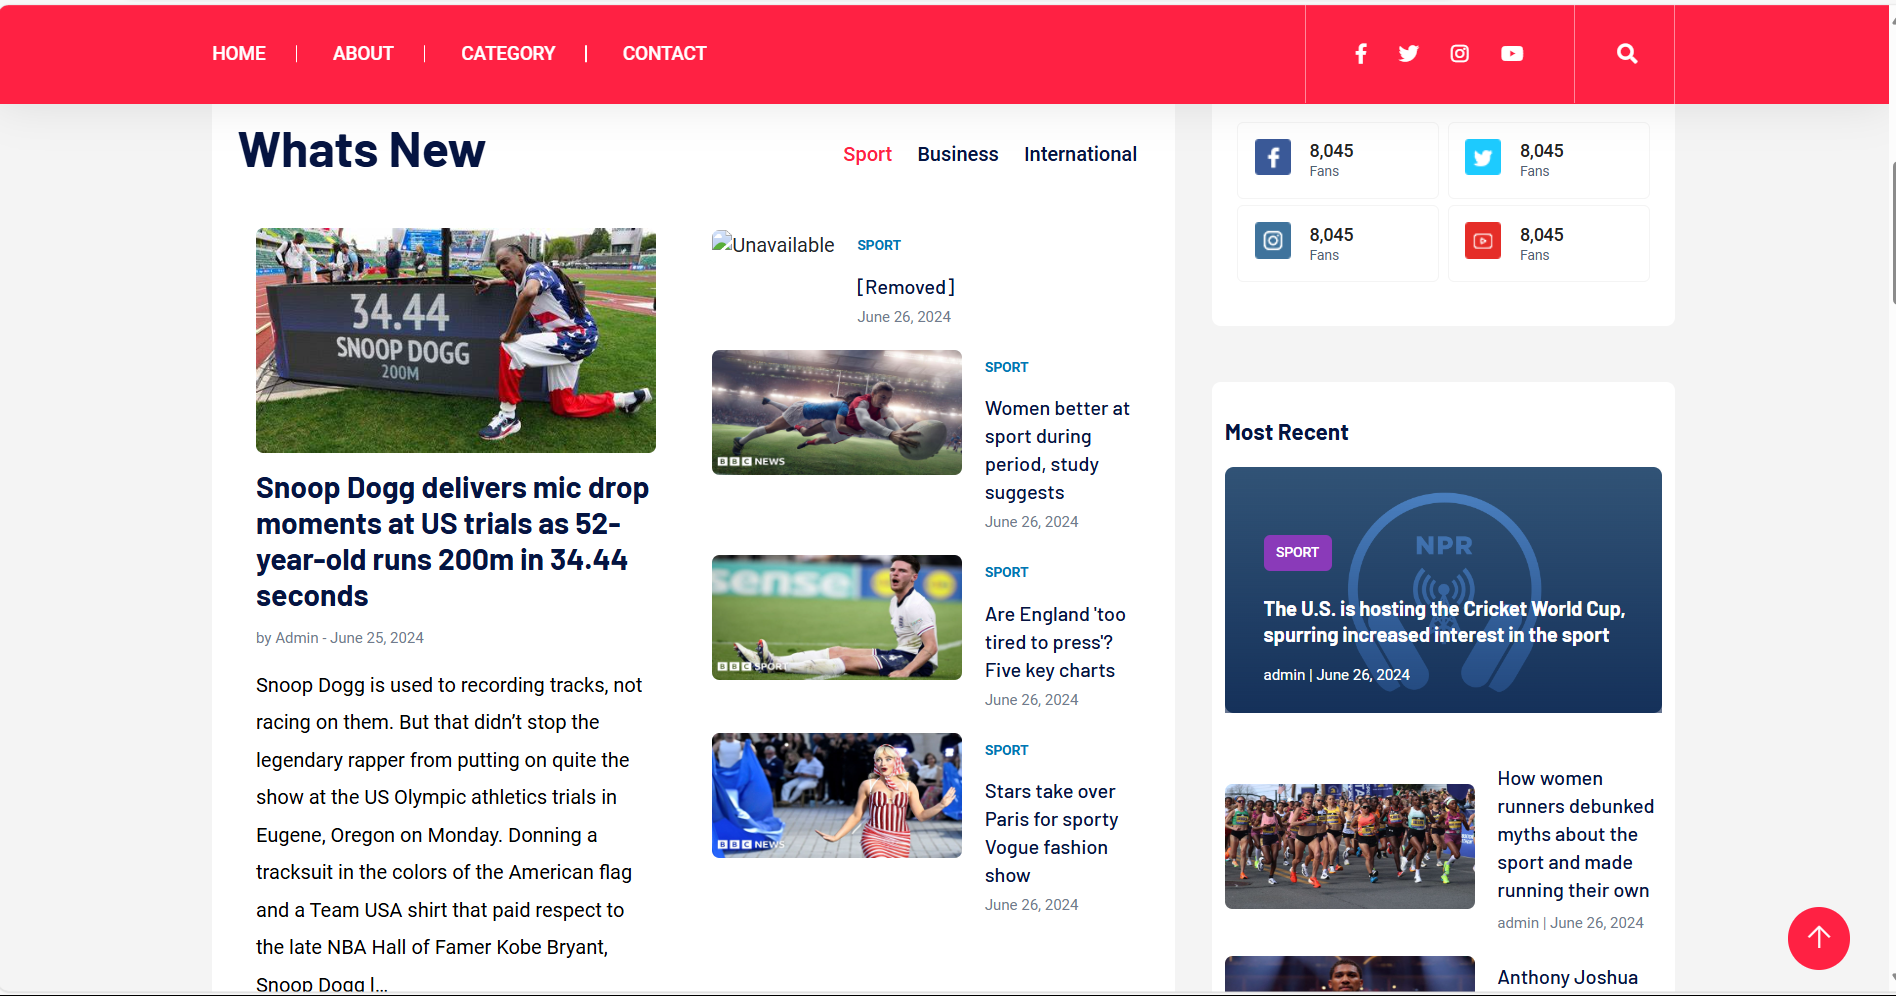 HOME | ABOUT | CATEGORY | CONTACT
Whats New
Sport Business International
34.44
SNOOP DOGG
200M
Snoop Dogg delivers mic drop
moments at US trials as 52-
year-old runs 200m in 34.44
seconds
by Admin - June 25, 2024
Snoop Dogg is used to recording tracks, not
racing on them. But that didn’t stop the
legendary rapper from putting on quite the
show at the US Olympic athletics trials in
Eugene, Oregon on Monday. Donning a
tracksuit in the colors of the American flag
and a Team USA shirt that paid respect to
the late NBA Hall of Famer Kobe Bryant,
Snoop Dogg l...
Unavailable
SPORT
[Removed]
June 26, 2024
BBC NEWS
SPORT
Women better at
sport during
period, study
suggests
June 26, 2024
sense
BBC SPORT
SPORT
Are England 'too
tired to press'?
Five key charts
June 26, 2024
BBC NEWS
SPORT
Stars take over
Paris for sporty
Vogue fashion
show
June 26, 2024
8,045
Fans
8,045
Fans
8,045
Fans
8,045
Fans
Most Recent
NPR
SPORT
The U.S. is hosting the Cricket World Cup,
spurring increased interest in the sport
admin | June 26, 2024
How women
runners debunked
myths about the
sport and made
running their own
admin | June 26, 2024
Anthony Joshua